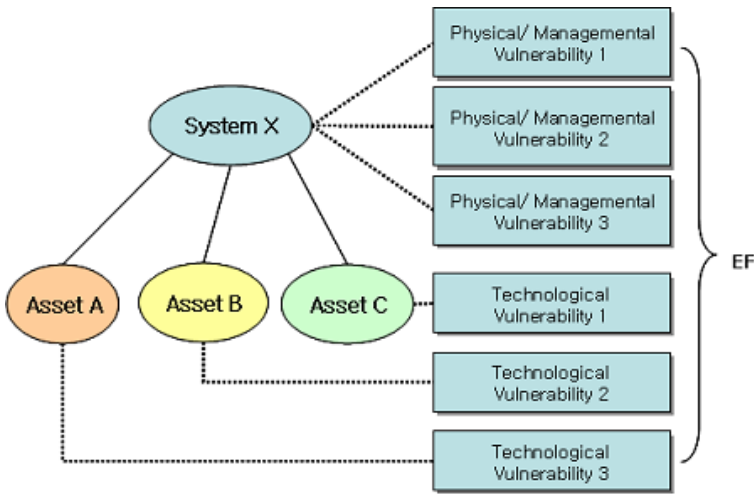 Physical/ Managemental
Vulnerability 1
System X
Physical/ Managemental
Vulnerability 2
Physical/ Managemental
Vulnerability 3
EF
Asset A
Asset B
Asset C
Technological
Vulnerability 1
Technological
Vulnerability 2
Technological
Vulnerability 3